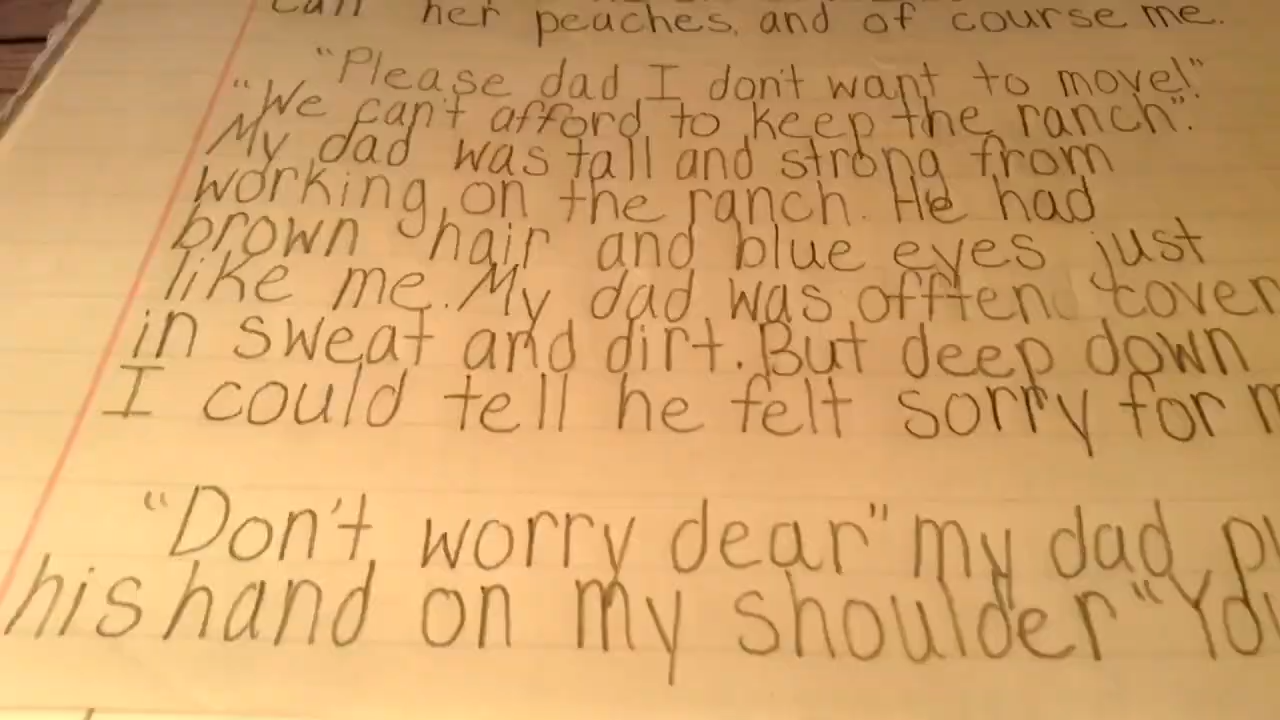 call her peaches, and of course me.
"Please dad I don't want to move!"
"We can't afford to keep the ranch".
My dad was tall and strong from
working on the ranch. He had
brown hair and blue eyes just
like me. My dad was offten cover
in sweat and dirt. But deep down
I could tell he felt sorry for
"Don't worry dear" my dad
his hand on my shoulder "You